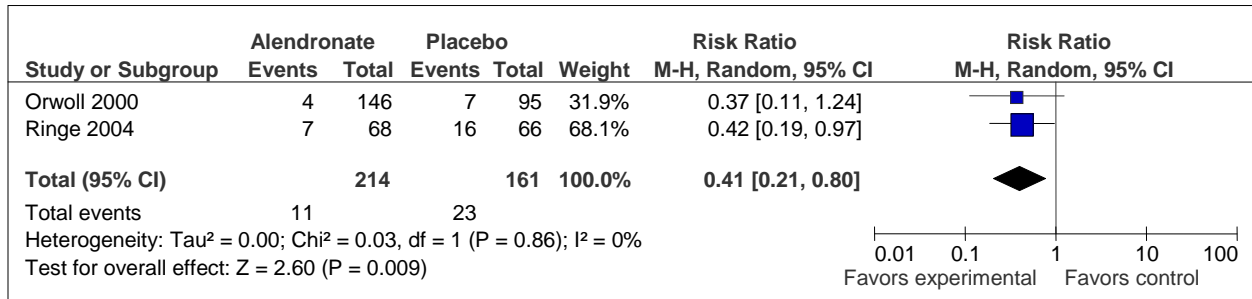 Alendronate Placebo Risk Ratio Risk Ratio
Study or Subgroup Events Total Events Total Weight M-H, Random, 95% CI M-H, Random, 95% CI
Orwoll 2000 4 146 7 95 31.9% 0.37 [0.11, 1.24]
Ringe 2004 7 68 16 66 68.1% 0.42 [0.19, 0.97]
Total (95% CI) 214 161 100.0% 0.41 [0.21, 0.80]
Total events 11 23
Heterogeneity: Tau² = 0.00; Chi² = 0.03, df = 1 (P = 0.86); I² = 0%
Test for overall effect: Z = 2.60 (P = 0.009)
0.01 0.1 1 10 100
Favors experimental Favors control